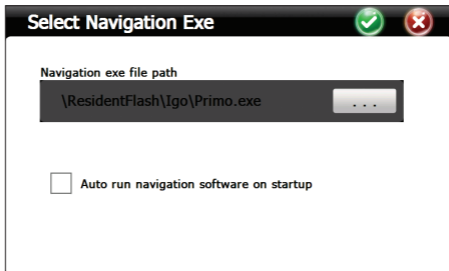 Select Navigation Exe
Navigation exe file path
\ResidentFlash\Igo\Primo.exe
...
Auto run navigation software on startup